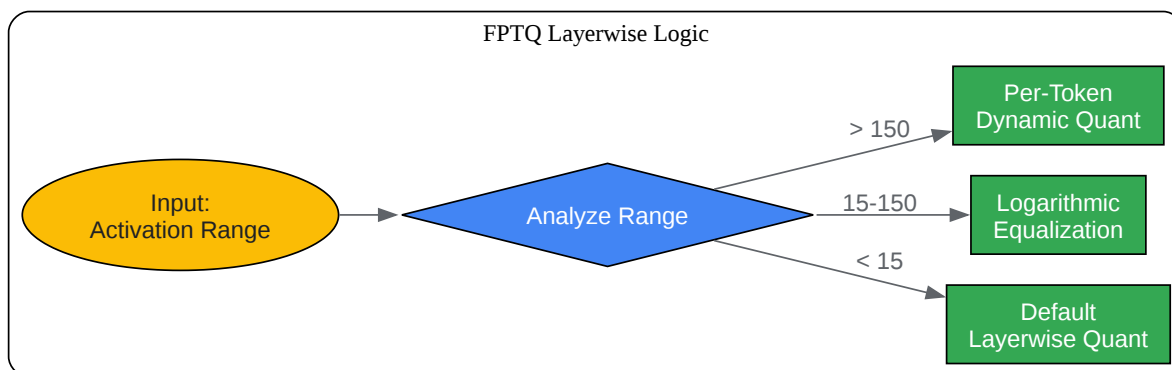 FPTQ Layerwise Logic
Input:
Activation Range
Analyze Range
> 150
15-150
< 15
Per-Token
Dynamic Quant
Logarithmic
Equalization
Default
Layerwise Quant